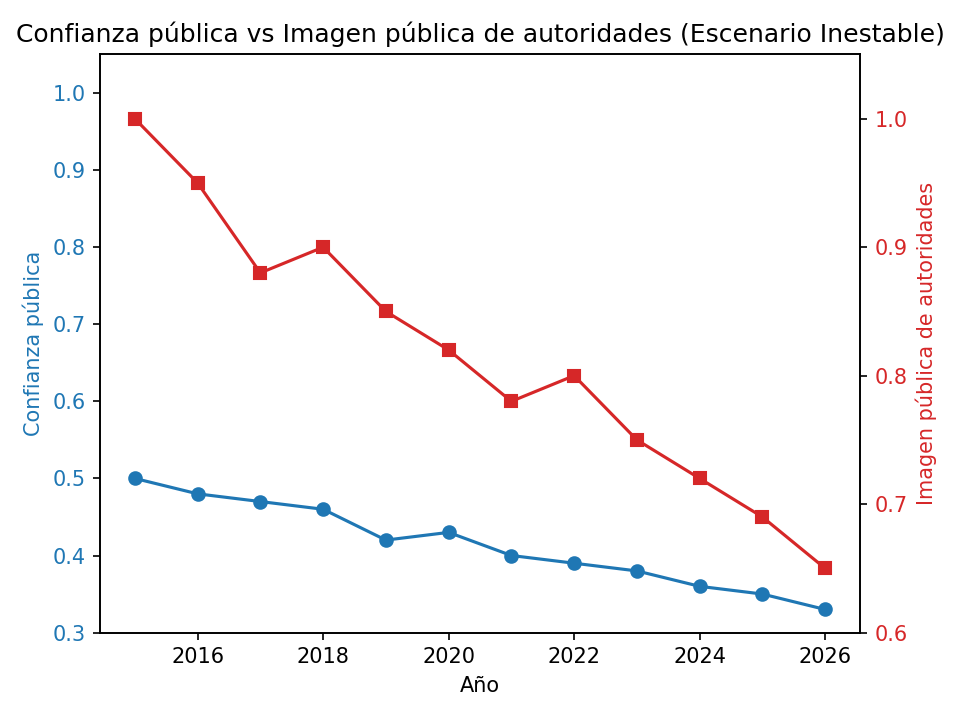 Confianza pública vs Imagen pública de autoridades (Escenario Inestable)
Confianza pública
1.0
0.9
0.8
0.7
0.6
0.5
0.4
0.3
1.0
0.9
0.8
0.7
0.6
Imagen pública de autoridades
2016 2018 2020 2022 2024 2026
Año